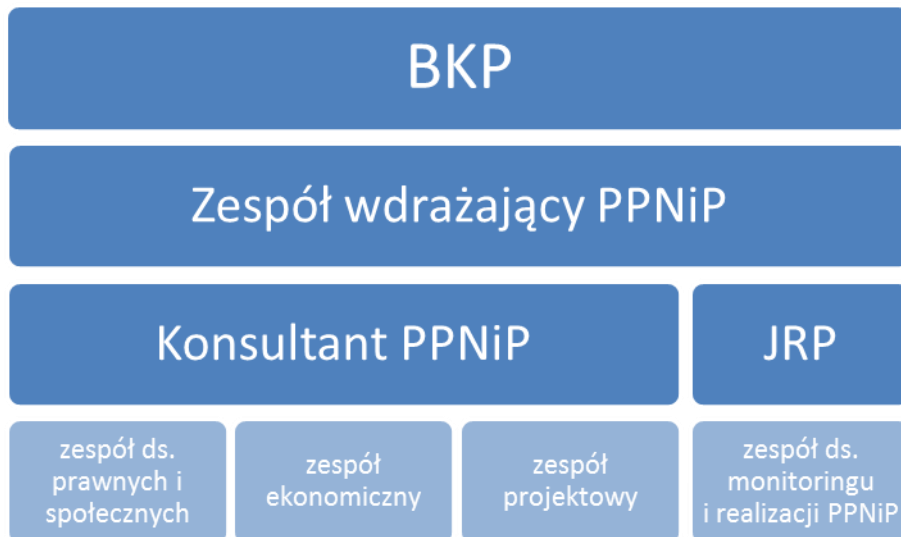 BKP
Zespół wdrażający PPNiP
Konsultant PPNiP
JRP
zespół ds.
prawnych i
społecznych
zespół
ekonomiczny
zespół
projektowy
zespół ds.
monitoringu
i realizacji PPNiP